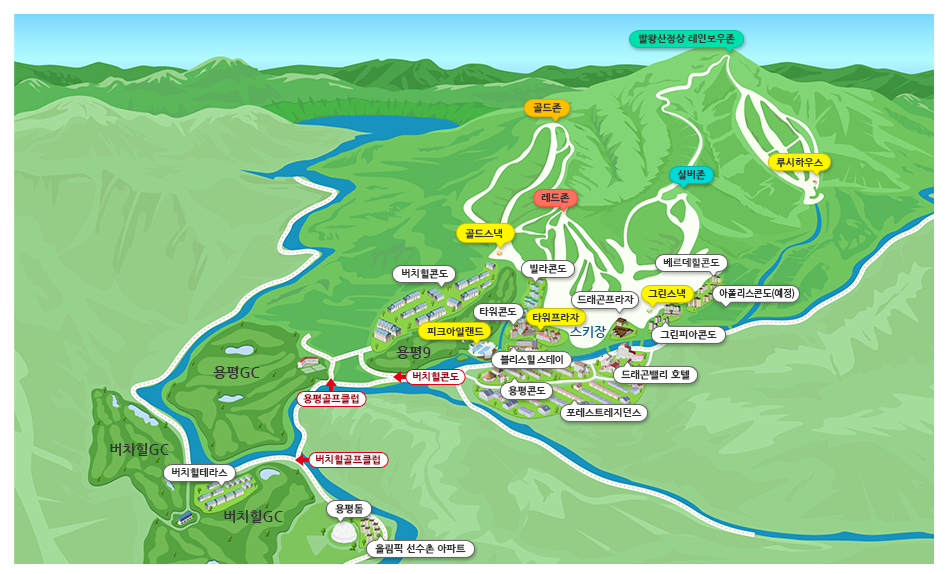 발왕산정상 레인보우존
골드존
루시하우스
실버존
레드존
골드스낵
베르데힐콘도
빌라콘도
버치힐콘도
아폴리스콘도(예정)
그린스낵
드래곤프라자
타워콘도
타워프라자
피크아일랜드
스키장
그린피아콘도
용평9
블리스힐 스테이
용평GC
드래곤밸리 호텔
버치힐콘도
용평콘도
용평골프클럽
포레스트레지던스
버치힐GC
버치힐골프클럽
버치힐테라스
용평돔
버치힐GC
올림픽 선수촌 아파트